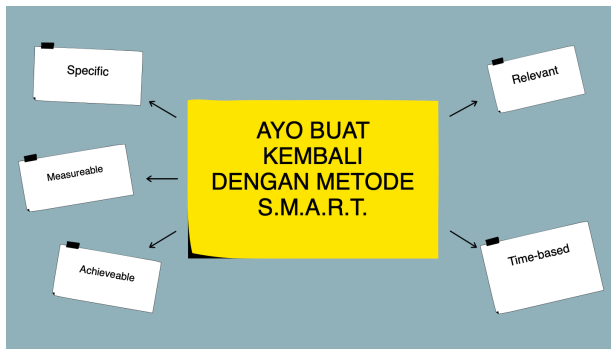 Specific
Measureable
Achieveable
AYO BUAT
KEMBALI
DENGAN METODE
S.M.A.R.T.
Relevant
Time-based